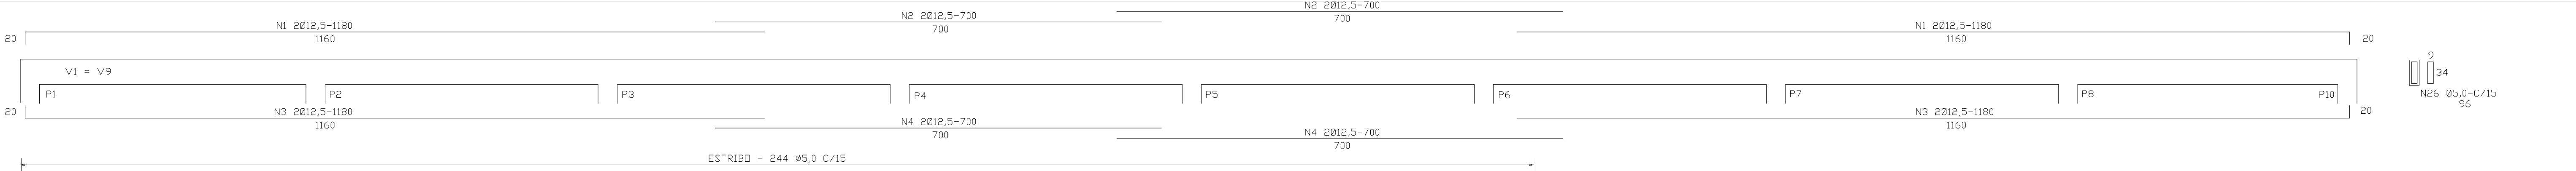 N2 2Ø12,5-700
700
N2 2Ø12,5-700
700
N1 2Ø12,5-1180
1160
20
N1 2Ø12,5-1180
1160
20
V1 = V9
9
34
N26 Ø5,0-C/15
96
P1
P2
P3
P4
P5
P6
P7
P8
P10
20
N3 2Ø12,5-1180
1160
N4 2Ø12,5-700
700
N4 2Ø12,5-700
700
N3 2Ø12,5-1180
1160
20
ESTRIBO - 244 Ø5,0 C/15